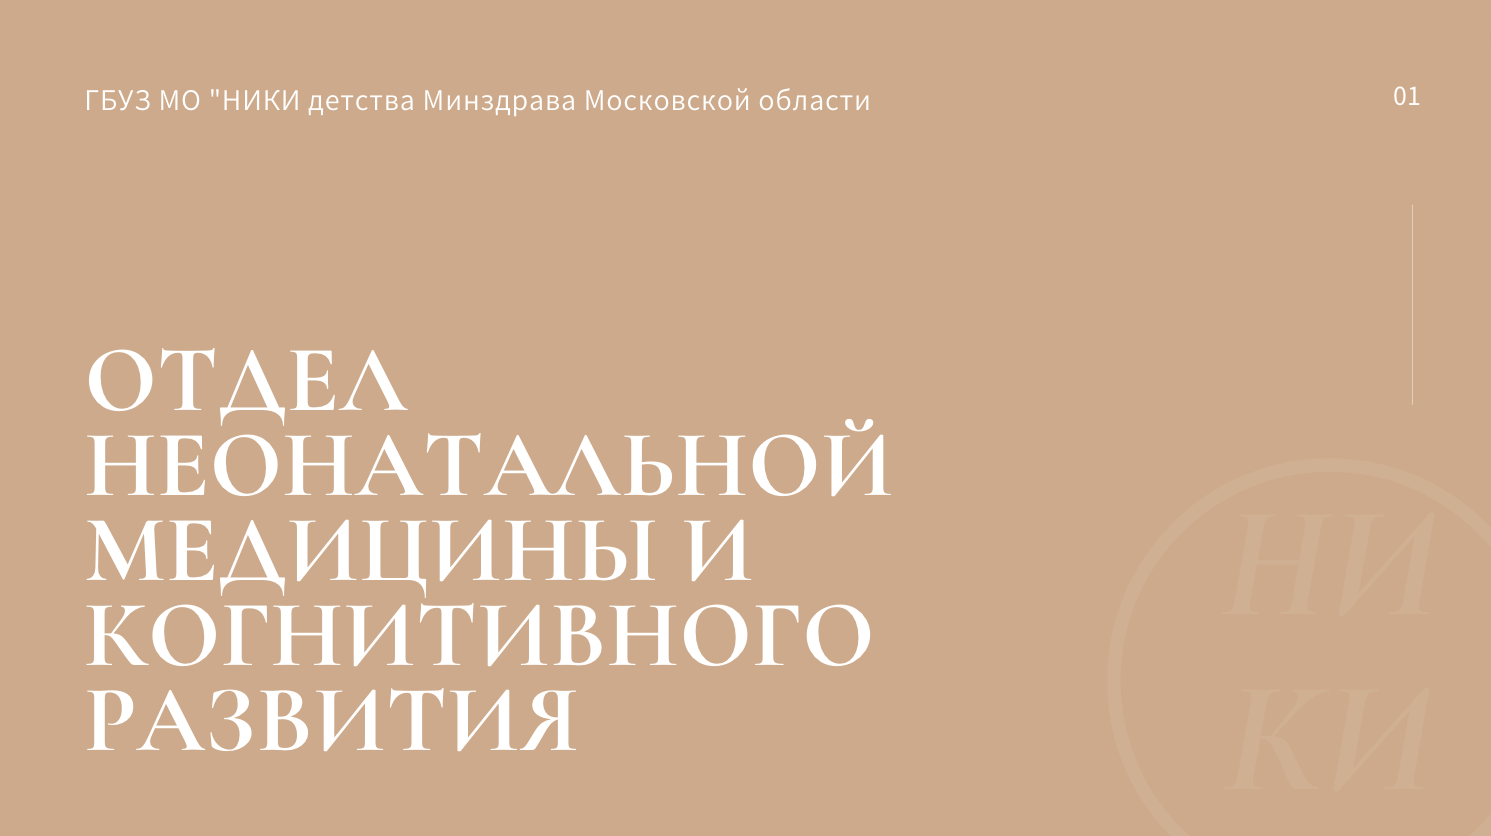 ГБУЗ МО "НИКИ детства Минздрава Московской области
01
ОТДЕЛ
НЕОНАТАЛЬНОЙ
МЕДИЦИНЫ И
КОГНИТИВНОГО
РАЗВИТИЯ
НИ
КИ